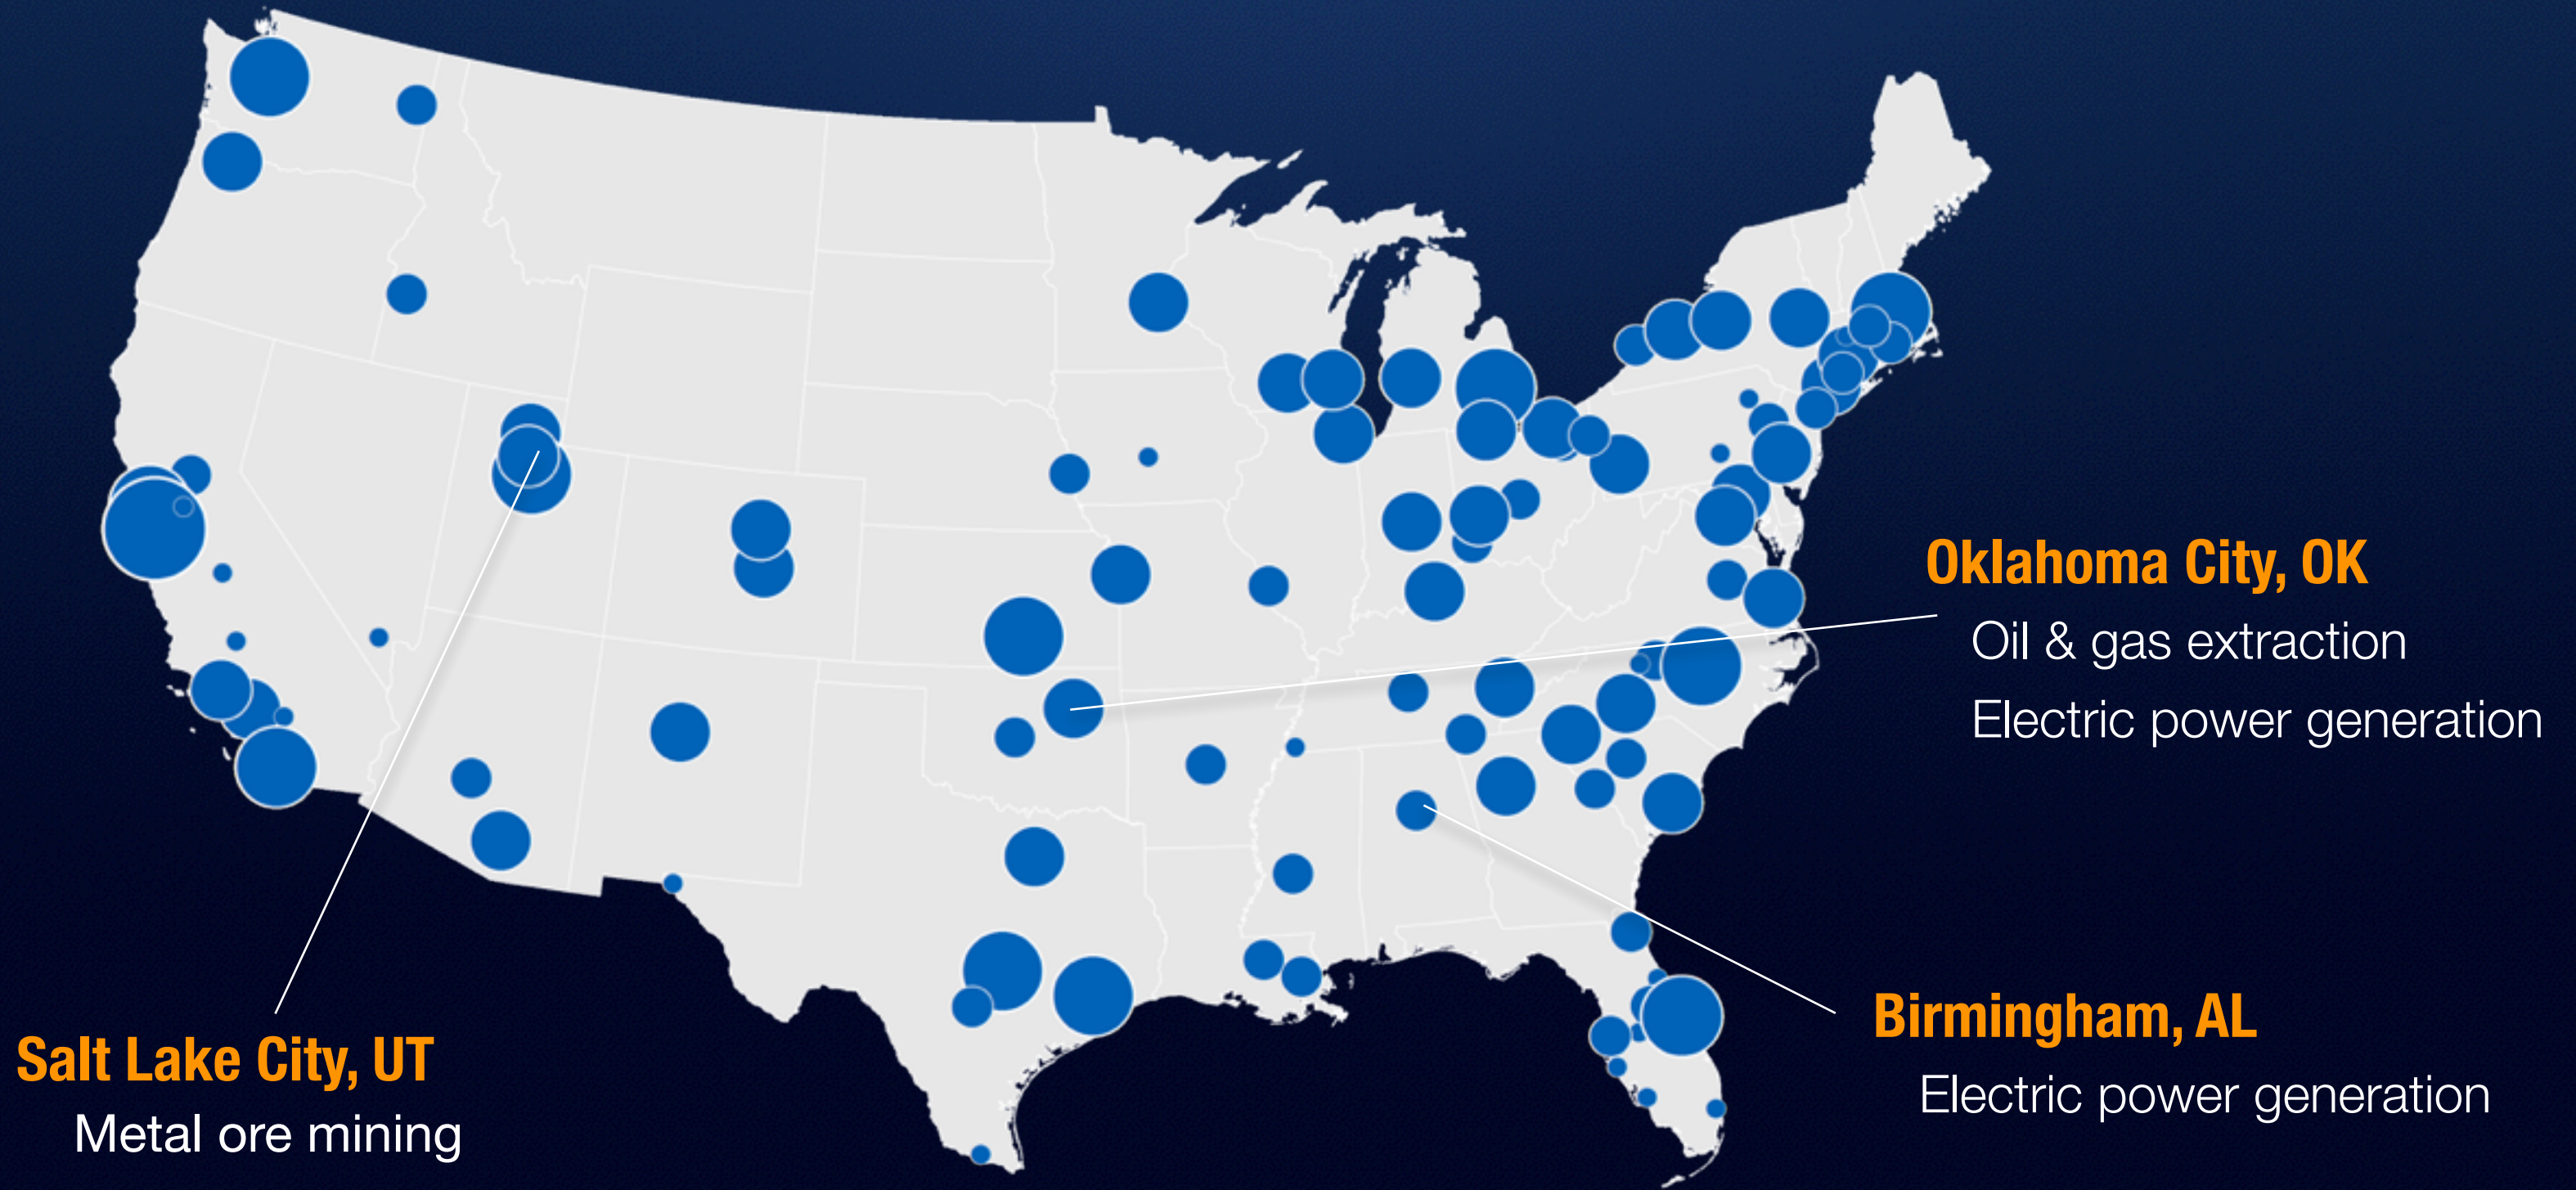 Oklahoma City, OK
Oil & gas extraction
Electric power generation
Salt Lake City, UT
Metal ore mining
Birmingham, AL
Electric power generation